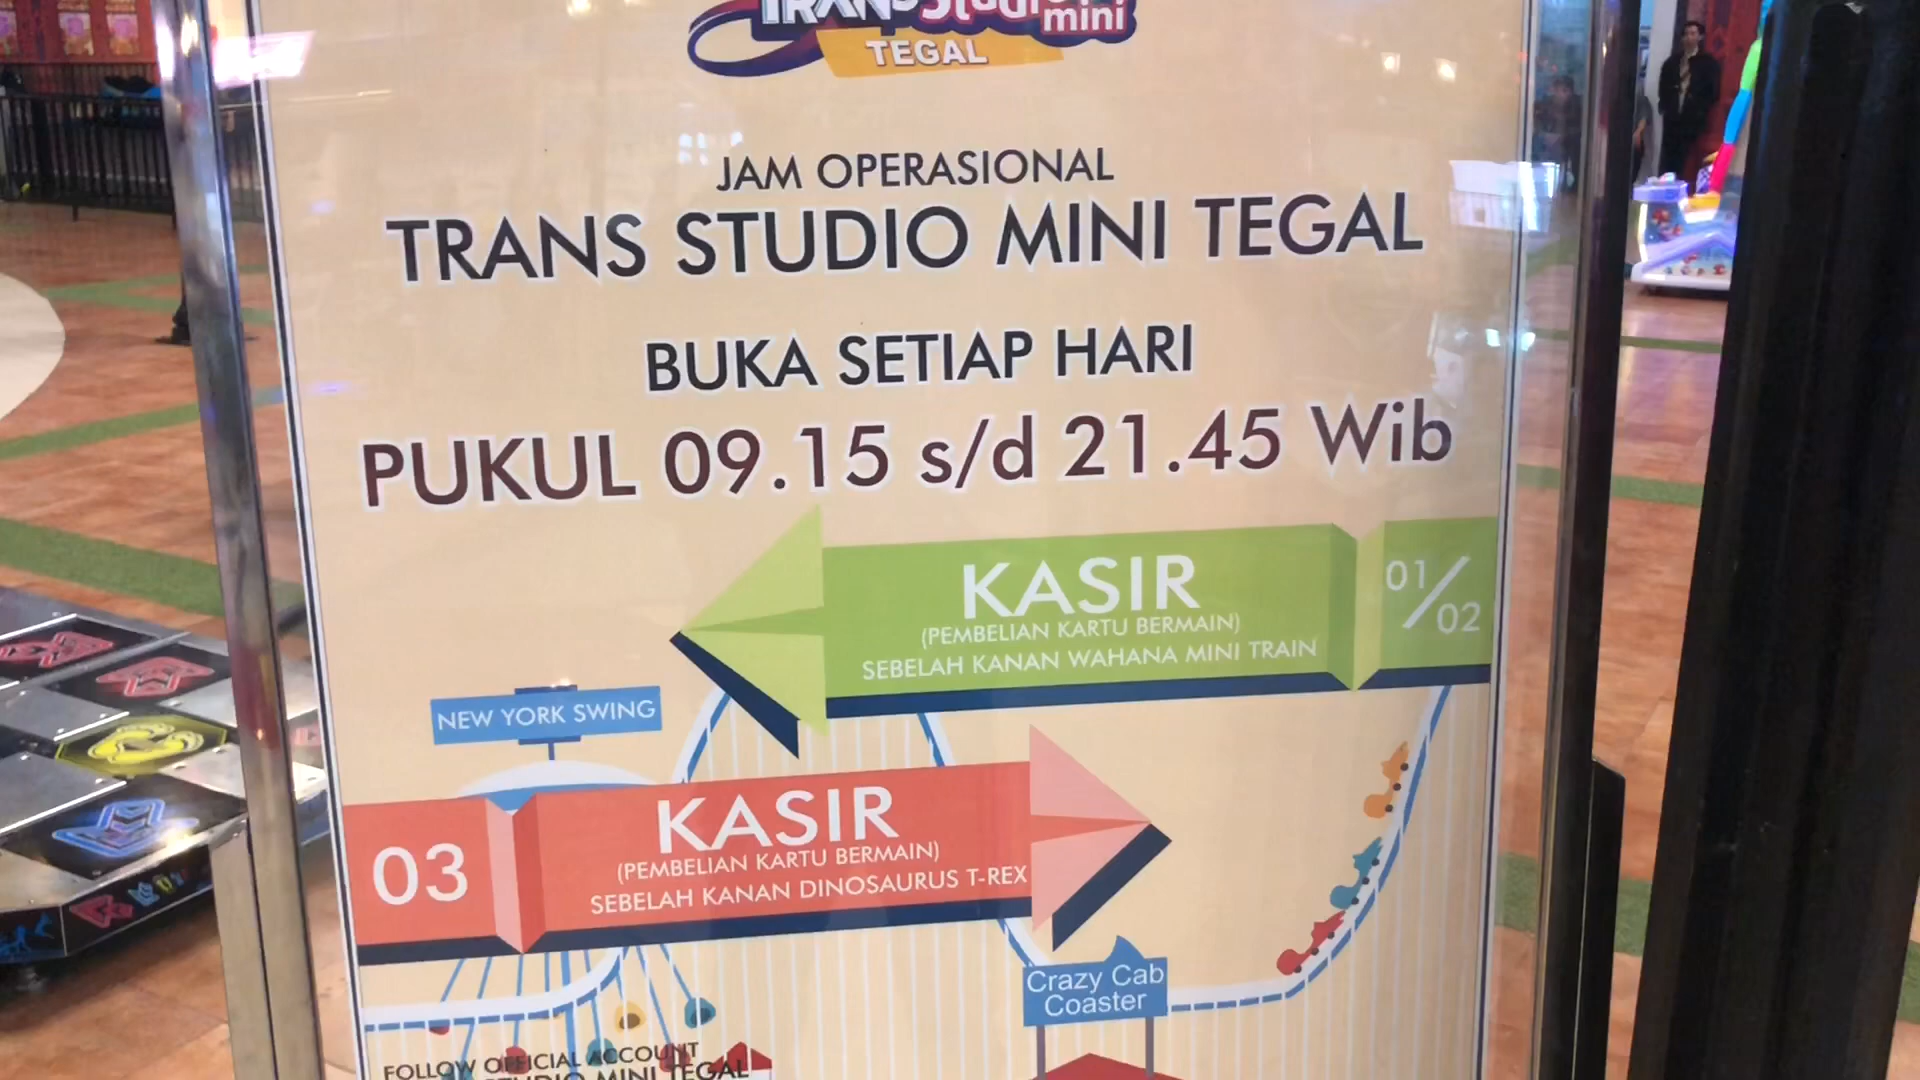 TRANS Studio mini
TEGAL
JAM OPERASIONAL
TRANS STUDIO MINI TEGAL
BUKA SETIAP HARI
PUKUL 09.15 s/d 21.45 Wib
KASIR
(PEMBELIAN KARTU BERMAIN)
SEBELAH KANAN WAHANA MINI TRAIN
01/02
NEW YORK SWING
03
KASIR
(PEMBELIAN KARTU BERMAIN)
SEBELAH KANAN DINOSAURUS T-REX
Crazy Cab
Coaster
FOLLOW OFFICIAL ACCOUNT
STUDIO MINI TEGAL